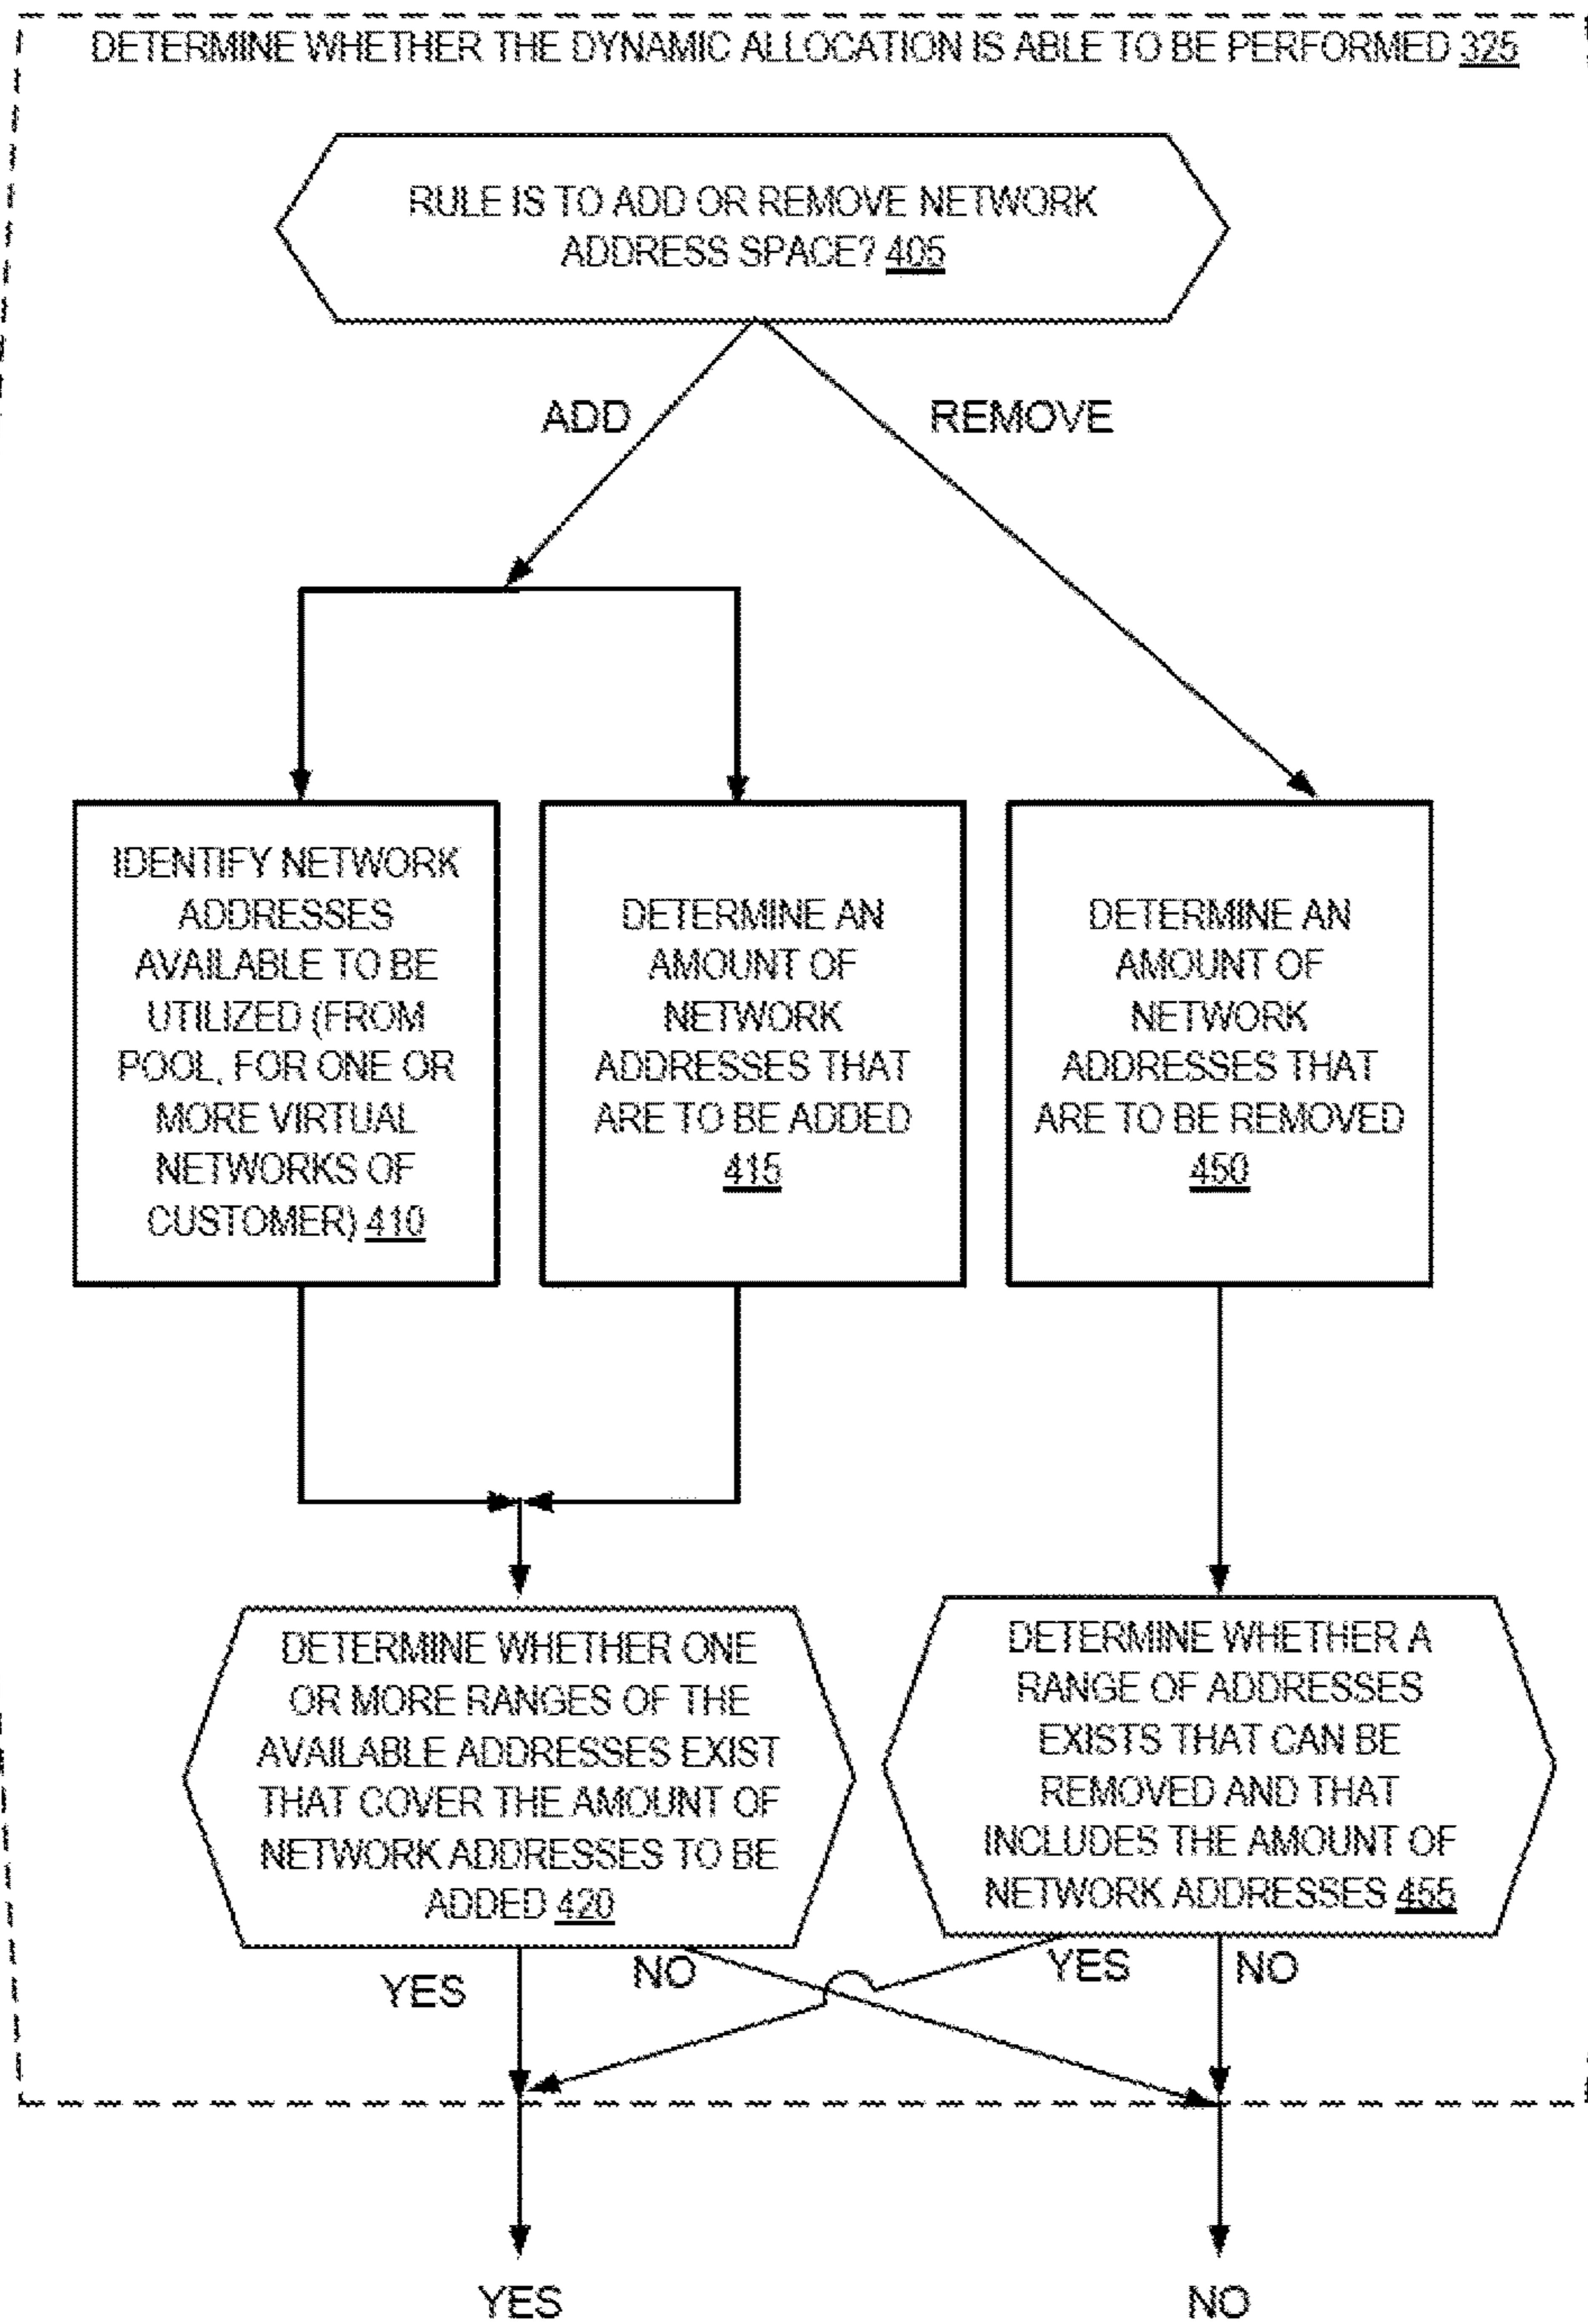 DETERMINE WHETHER THE DYNAMIC ALLOCATION IS ABLE TO BE PERFORMED 325
RULE IS TO ADD OR REMOVE NETWORK
ADDRESS SPACE? 405
ADD
REMOVE
IDENTIFY NETWORK
ADDRESSES
AVAILABLE TO BE
UTILIZED (FROM
POOL, FOR ONE OR
MORE VIRTUAL
NETWORKS OF
CUSTOMER) 410
DETERMINE AN
AMOUNT OF
NETWORK
ADDRESSES THAT
ARE TO BE ADDED
415
DETERMINE AN
AMOUNT OF
NETWORK
ADDRESSES THAT
ARE TO BE REMOVED
450
DETERMINE WHETHER ONE
OR MORE RANGES OF THE
AVAILABLE ADDRESSES EXIST
THAT COVER THE AMOUNT OF
NETWORK ADDRESSES TO BE
ADDED 420
DETERMINE WHETHER A
RANGE OF ADDRESSES
EXISTS THAT CAN BE
REMOVED AND THAT
INCLUDES THE AMOUNT OF
NETWORK ADDRESSES 455
YES
NO
YES
NO
YES
NO